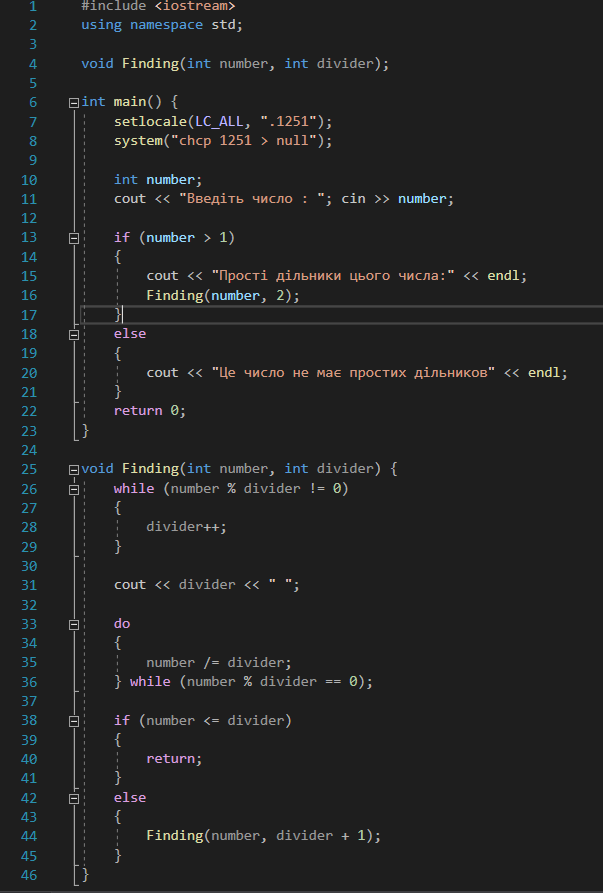 1 #include <iostream>
2 using namespace std;
3
4 void Finding(int number, int divider);
5
6 int main() {
7 setlocale(LC_ALL, ".1251");
8 system("chcp 1251 > null");
9
10 int number;
11 cout << "Введіть число : "; cin >> number;
12
13 if (number > 1)
14 {
15 cout << "Прості дільники цього числа:" << endl;
16 Finding(number, 2);
17 }
18 else
19 {
20 cout << "Це число не має простих дільников" << endl;
21 }
22 return 0;
23 }
24
25 void Finding(int number, int divider) {
26 while (number % divider != 0)
27 {
28 divider++;
29 }
30
31 cout << divider << " ";
32
33 do
34 {
35 number /= divider;
36 } while (number % divider == 0);
37
38 if (number <= divider)
39 {
40 return;
41 }
42 else
43 {
44 Finding(number, divider + 1);
45 }
46 }